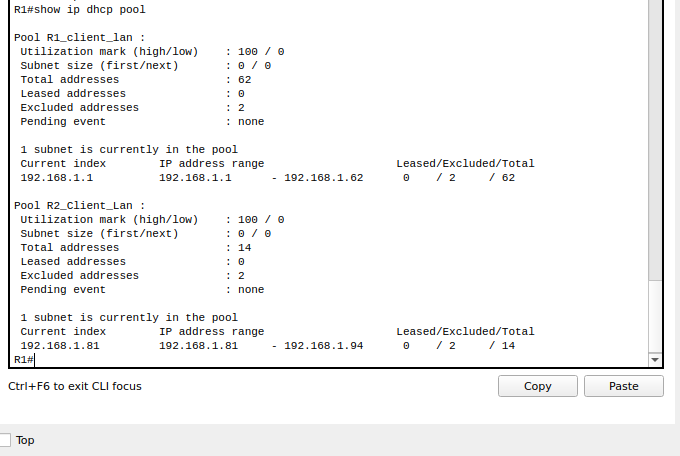 R1#show ip dhcp pool
Pool R1_client_lan :
Utilization mark (high/low) : 100 / 0
Subnet size (first/next) : 0 / 0
Total addresses : 62
Leased addresses : 0
Excluded addresses : 2
Pending event : none
1 subnet is currently in the pool
Current index IP address range Leased/Excluded/Total
192.168.1.1 192.168.1.1 - 192.168.1.62 0 / 2 / 62
Pool R2_Client_Lan :
Utilization mark (high/low) : 100 / 0
Subnet size (first/next) : 0 / 0
Total addresses : 14
Leased addresses : 0
Excluded addresses : 2
Pending event : none
1 subnet is currently in the pool
Current index IP address range Leased/Excluded/Total
192.168.1.81 192.168.1.81 - 192.168.1.94 0 / 2 / 14
R1#
Ctrl+F6 to exit CLI focus Copy Paste
Top